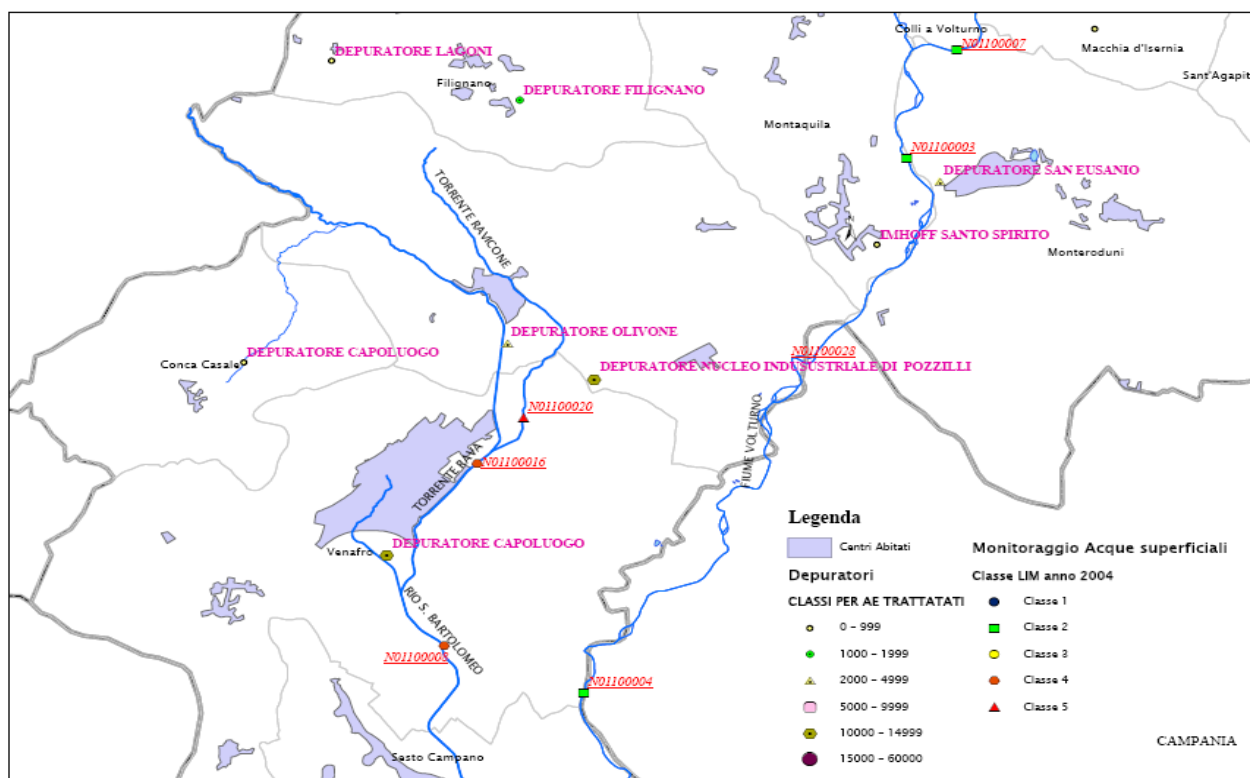 Colli a Volturno
N01100007
DEPURATORE LAGONI
Macchia d'Isernia
Sant'Agapit
Filignano
DEPURATORE FILIGNANO
Montaquila
N01100003
DEPURATORE SAN EUSANIO
TORRENTE RAVICONE
IMHOFF SANTO SPIRITO
Monteroduni
DEPURATORE OLIVONE
DEPURATORE CAPOLUOGO
N01100028
Conca Casale
DEPURATORE NUCLEO INDUSUSTRIALE DI POZZILLI
N01100020
FIUME VOLTURNO
TORRENTE RAVA
N01100016
DEPURATORE CAPOLUOGO
Venafro
RIO S. BARTOLOMEO
N01100004
Sesto Campano
Legenda
Centri Abitati
Depuratori
CLASSI PER AE TRATTATATI
0 - 999
1000 - 1999
2000 - 4999
5000 - 9999
10000 - 14999
15000 - 60000
Monitoraggio Acque superficiali
Classe LIM anno 2004
Classe 1
Classe 2
Classe 3
Classe 4
Classe 5
CAMPANIA